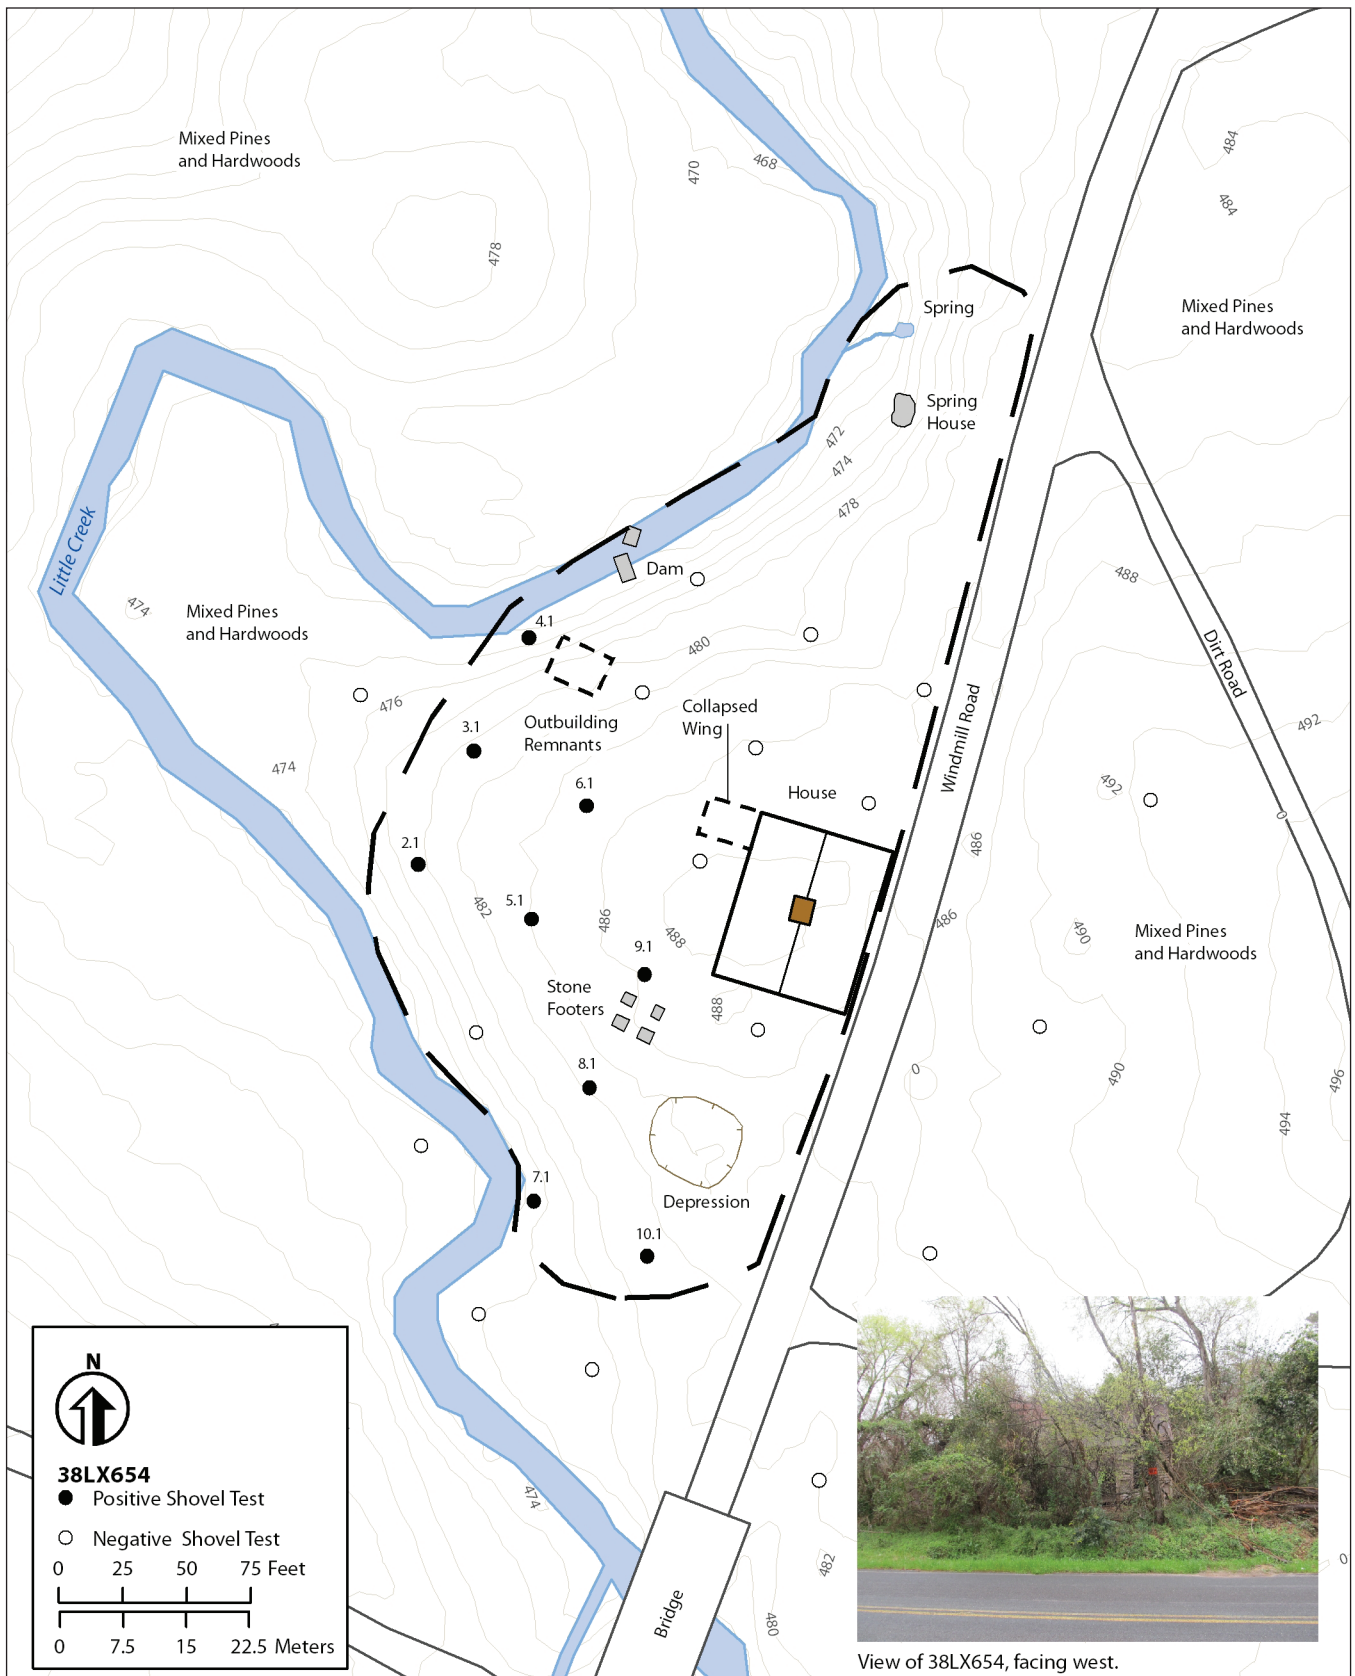 Mixed Pines
and Hardwoods
470
468
484
484
478
Spring
Mixed Pines
and Hardwoods
Spring
House
472
474
478
Little Creek
Dam
488
474
Mixed Pines
and Hardwoods
4.1
480
Dirt Road
476
Outbuilding
Remnants
Collapsed
Wing
Windmill Road
492
3.1
474
6.1
House
492
0
2.1
486
5.1
482
486
488
486
490
Mixed Pines
and Hardwoods
9.1
Stone
Footers
488
8.1
0
490
496
494
7.1
Depression
10.1
N
38LX654
Positive Shovel Test
Negative Shovel Test
0 25 50 75 Feet
0 7.5 15 22.5 Meters
474
Bridge
480
482
0
View of 38LX654, facing west.